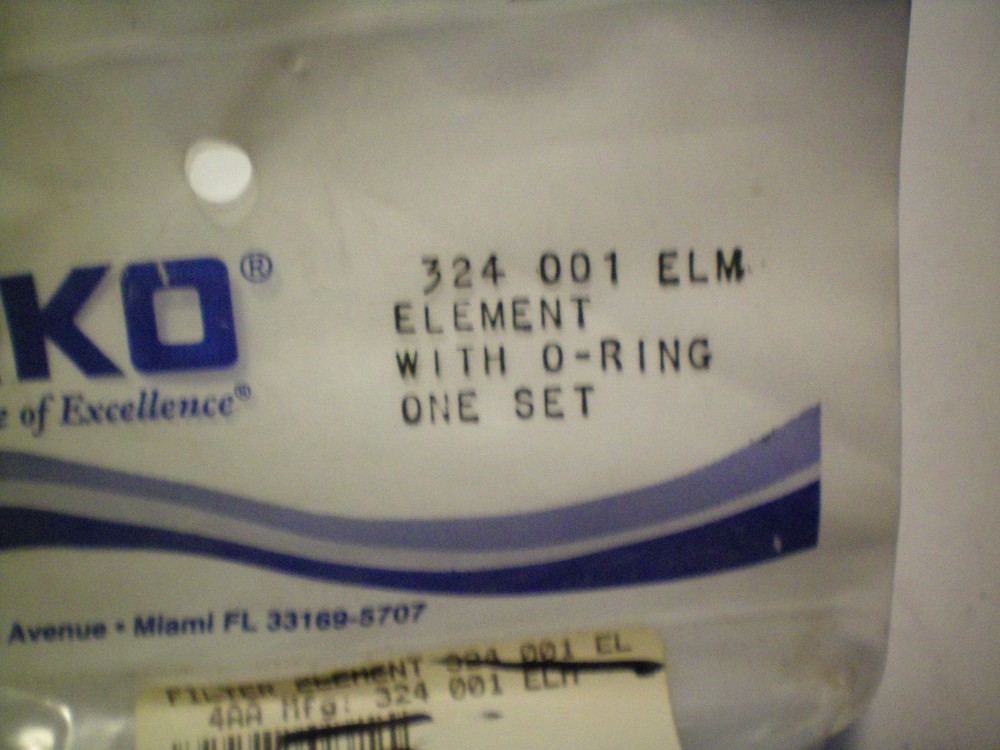 KO®
of Excellence®
324 001 ELM
ELEMENT
WITH O-RING
ONE SET
Avenue • Miami FL 33169-5707
FILTER ELEMENT 324 001 EL
4AA Mfg: 324 001 ELM